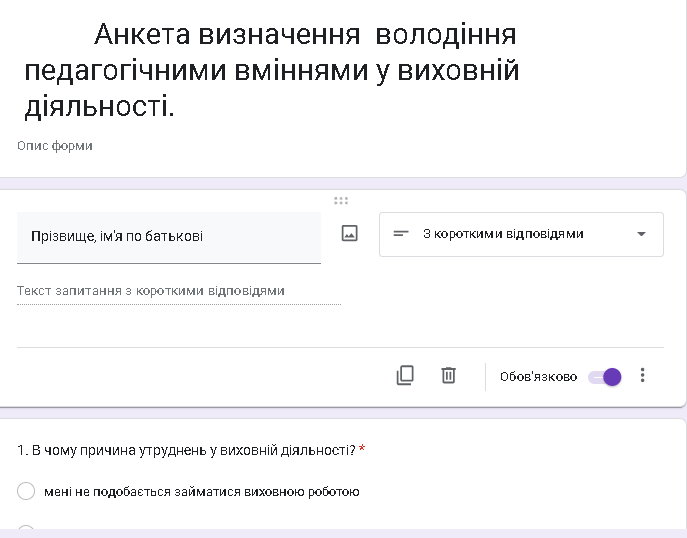 Анкета визначення  володіння
педагогічними вміннями у виховній
діяльності.
Опис форми
Прізвище, ім'я по батькові
З короткими відповідями
Текст запитання з короткими відповідями
Обов'язково
1. В чому причина утруднень у виховній діяльності? *
мені не подобається займатися виховною роботою